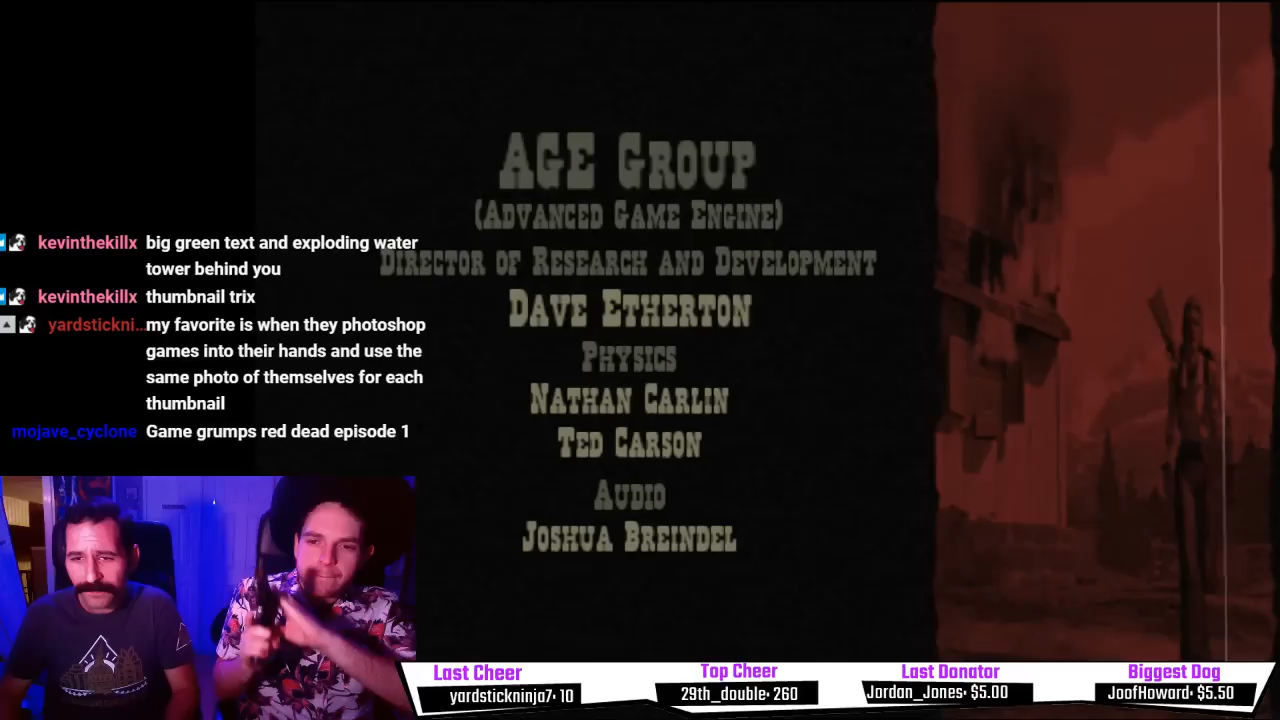 AGE GROUP
(ADVANCED GAME ENGINE)
DIRECTOR OF RESEARCH AND DEVELOPMENT
DAVE ETHERTON
PHYSICS
NATHAN CARLIN
TED CARSON
AUDIO
JOSHUA BREINDEL
kevinthekillx big green text and exploding water
tower behind you
kevinthekillx thumbnail trix
yardstickni... my favorite is when they photoshop
games into their hands and use the
same photo of themselves for each
thumbnail
mojave_cyclone Game grumps red dead episode 1
Last Cheer
yardstickninja7: 10
Top Cheer
29th_double: 260
Last Donator
Jordan_Jones: $5.00
Biggest Dog
JoofHoward: $5.50